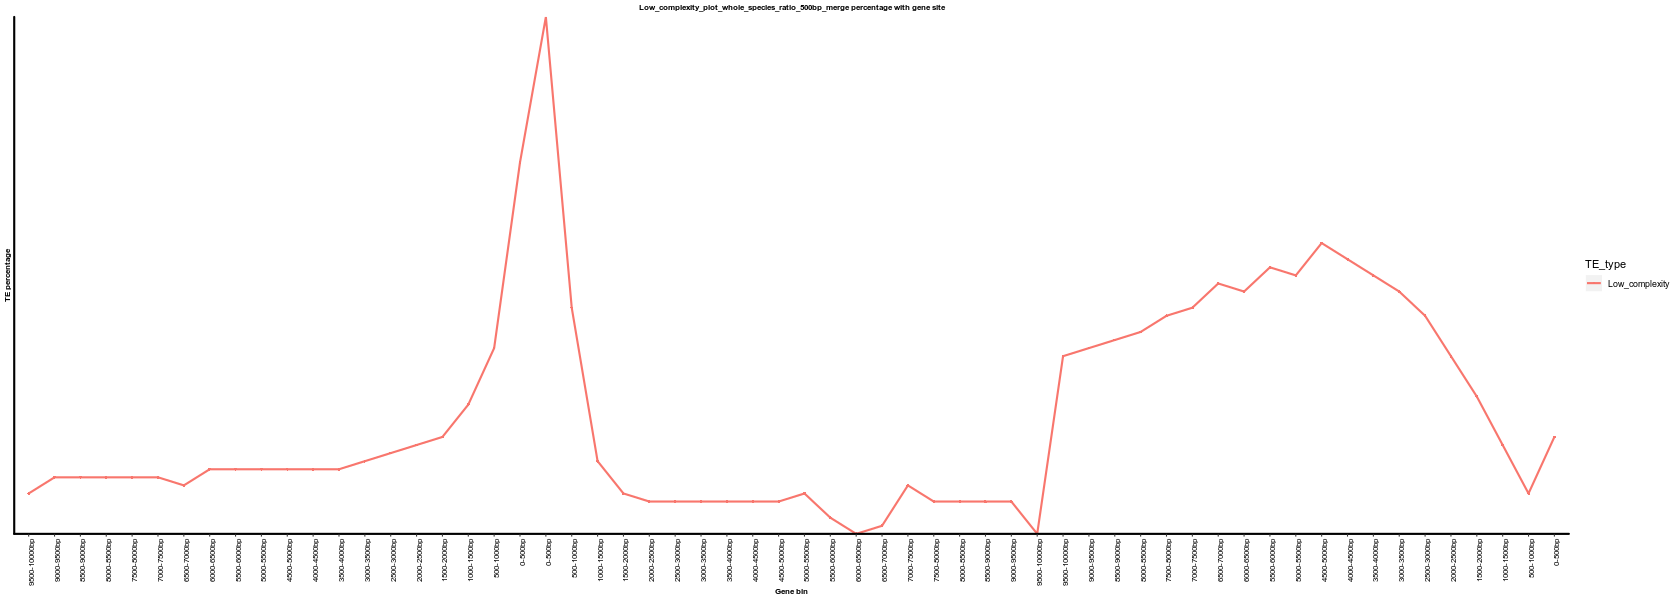 Low_complexity_plot_whole_species_ratio_500bp_merge percentage with gene site
TE percentage
9500-10000bp
9000-9500bp
8500-9000bp
8000-8500bp
7500-8000bp
7000-7500bp
6500-7000bp
6000-6500bp
5500-6000bp
5000-5500bp
4500-5000bp
4000-4500bp
3500-4000bp
3000-3500bp
2500-3000bp
2000-2500bp
1500-2000bp
1000-1500bp
500-1000bp
0-500bp
0-500bp
500-1000bp
1000-1500bp
1500-2000bp
2000-2500bp
2500-3000bp
3000-3500bp
3500-4000bp
4000-4500bp
4500-5000bp
5000-5500bp
5500-6000bp
6000-6500bp
6500-7000bp
7000-7500bp
7500-8000bp
8000-8500bp
8500-9000bp
9000-9500bp
9500-10000bp
9500-10000bp
9000-9500bp
8500-9000bp
8000-8500bp
7500-8000bp
7000-7500bp
6500-7000bp
6000-6500bp
5500-6000bp
5000-5500bp
4500-5000bp
4000-4500bp
3500-4000bp
3000-3500bp
2500-3000bp
2000-2500bp
1500-2000bp
1000-1500bp
500-1000bp
0-500bp
Gene bin
TE_type
Low_complexity